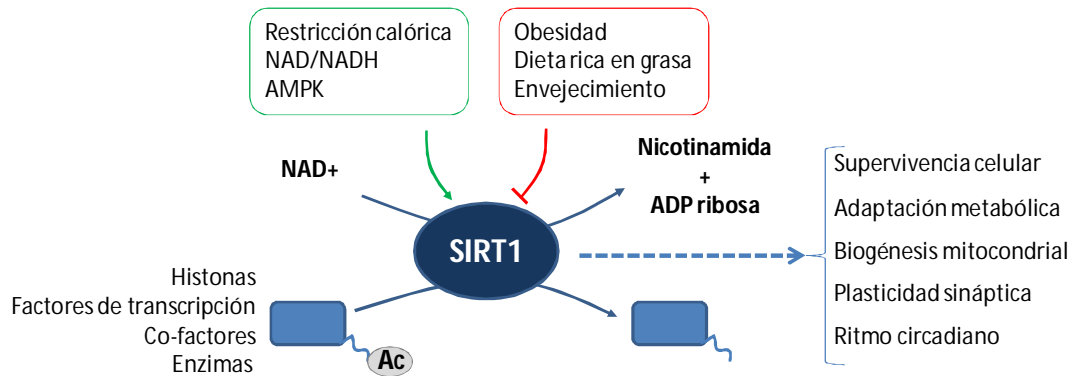 Restricción calórica
NAD/NADH
AMPK
Obesidad
Dieta rica en grasa
Envejecimiento
NAD+
Nicotinamida
+
ADP ribosa
SIRT1
Histonas
Factores de transcripción
Co-factores
Enzimas
Ac
Supervivencia celular
Adaptación metabólica
Biogénesis mitocondrial
Plasticidad sináptica
Ritmo circadiano